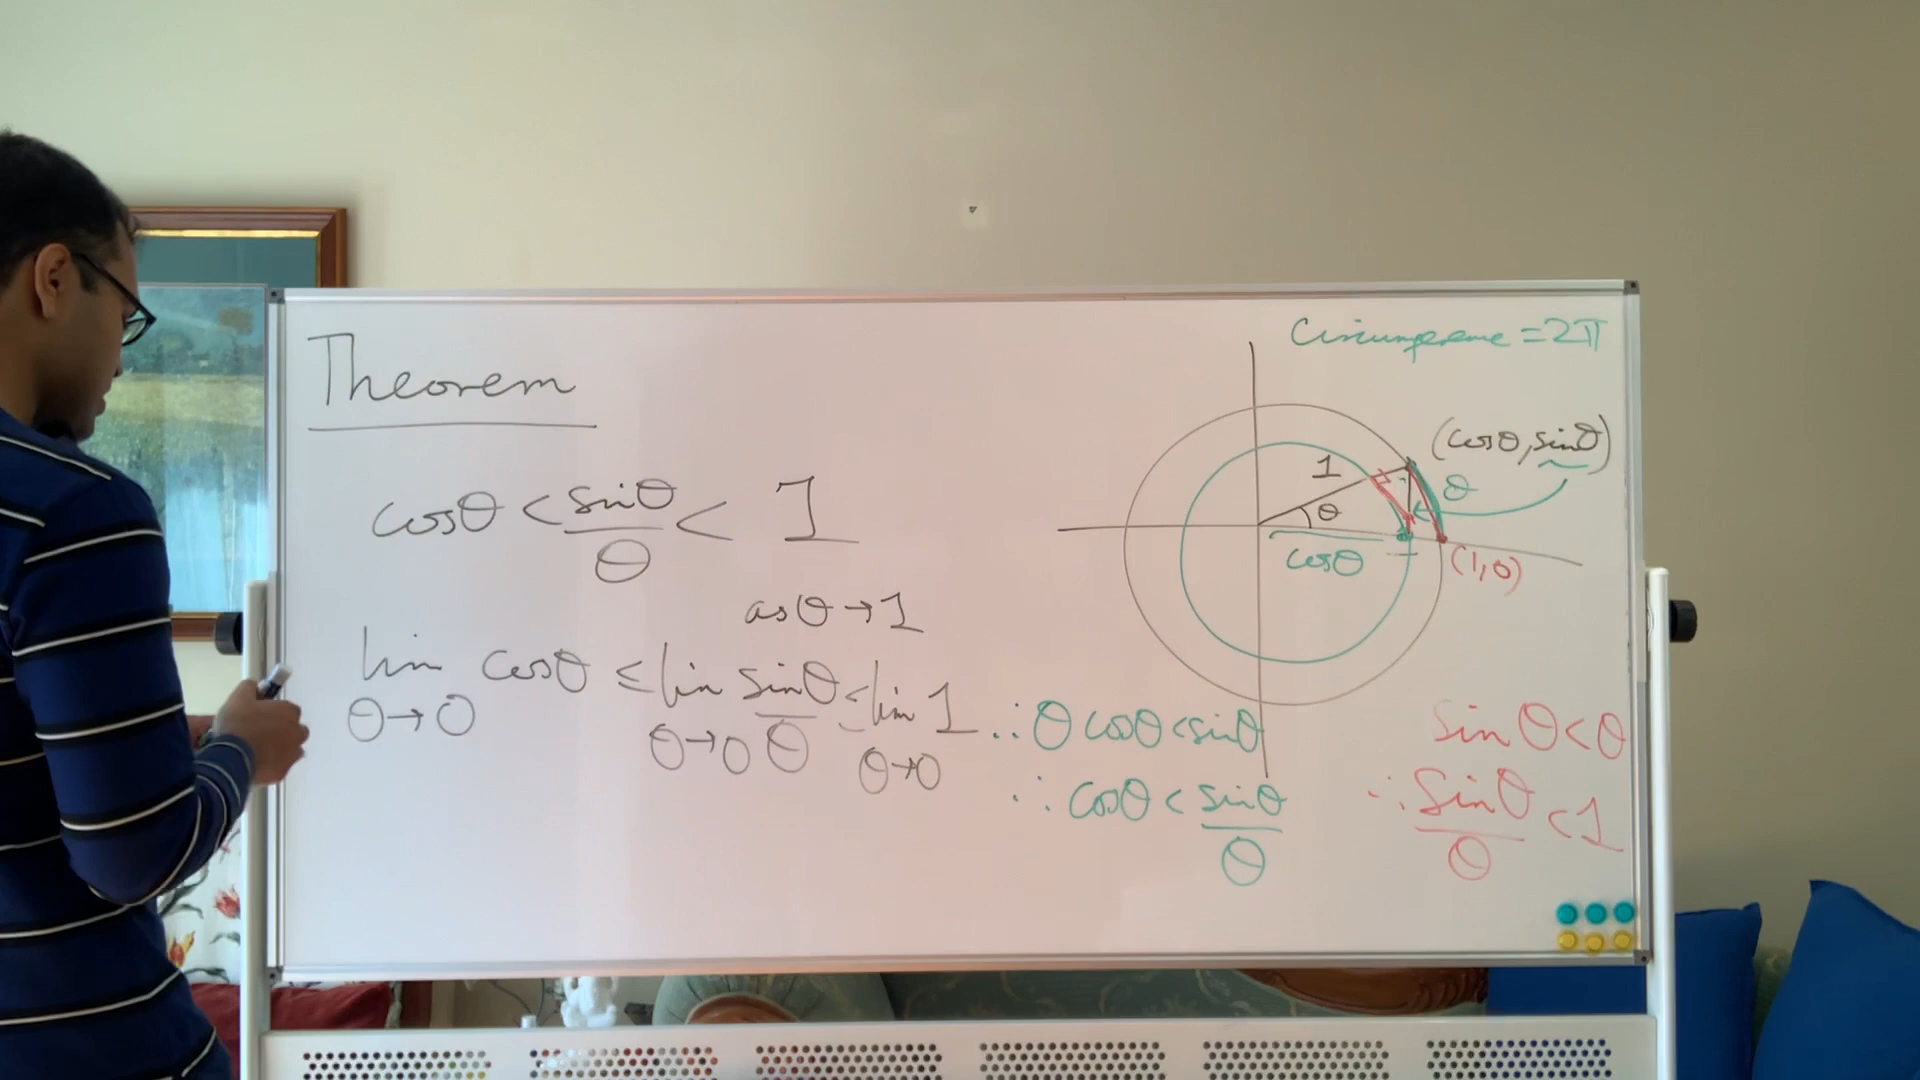 Theorem
cosθ < sinθ/θ < 1
as θ → 1
lim θ→0 cosθ ≤ lim θ→0 sinθ/θ ≤ lim θ→0 1
= 2π
(cosθ, sinθ)
1
θ
θ
cosθ
(1,0)
∴ θ cosθ < sinθ
∴ cosθ < sinθ/θ
sinθ < θ
∴ sinθ/θ < 1